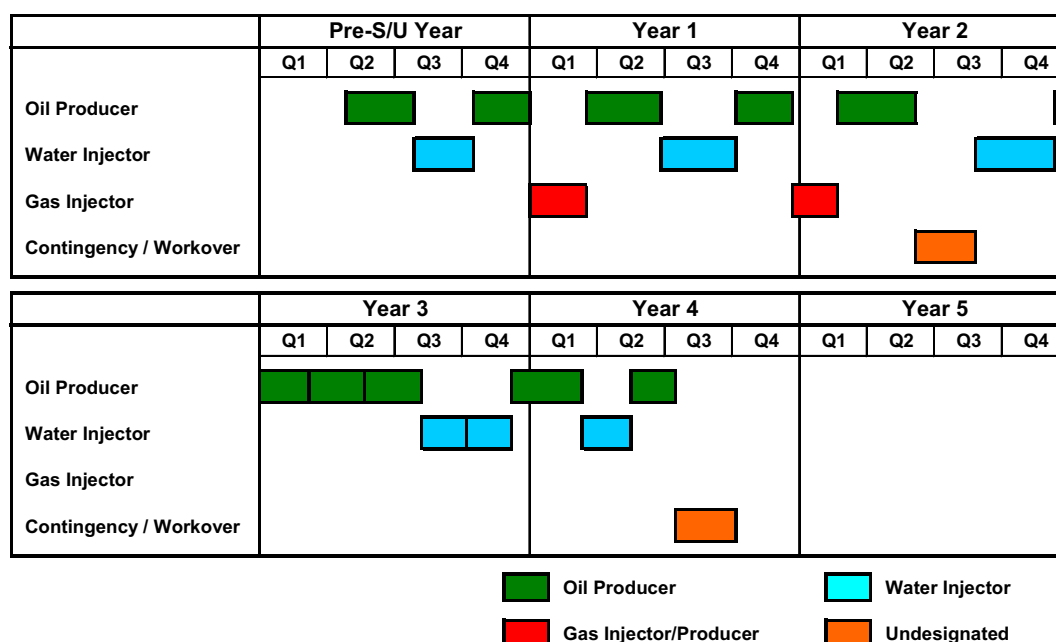 Pre-S/U Year Year 1 Year 2
Q1 Q2 Q3 Q4 Q1 Q2 Q3 Q4 Q1 Q2 Q3 Q4
Oil Producer
Water Injector
Gas Injector
Contingency / Workover
Year 3 Year 4 Year 5
Q1 Q2 Q3 Q4 Q1 Q2 Q3 Q4 Q1 Q2 Q3 Q4
Oil Producer
Water Injector
Gas Injector
Contingency / Workover
Oil Producer Water Injector
Gas Injector/Producer Undesignated